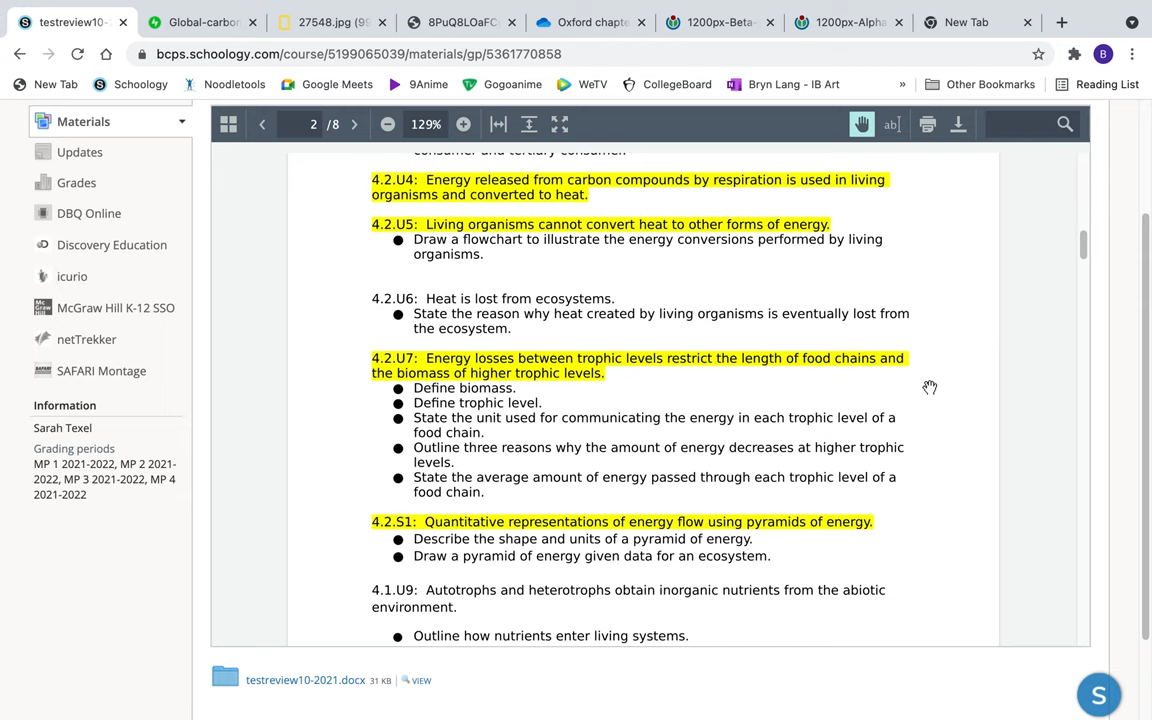 testreview10-
Global-carbon
27548.jpg (99
8PuQ8LOaFC
Oxford chapte
1200px-Beta-
1200px-Alpha
New Tab
bcps.schoology.com/course/5199065039/materials/gp/5361770858
B
New Tab
Schoology
Noodletools
Google Meets
9Anime
Gogoanime
WeTV
CollegeBoard
Bryn Lang - IB Art
»
Other Bookmarks
Reading List
Materials
Updates
Grades
DBQ Online
Discovery Education
icurio
McGraw Hill K-12 SSO
netTrekker
SAFARI Montage
Information
Sarah Texel
Grading periods
MP 1 2021-2022, MP 2 2021-
2022, MP 3 2021-2022, MP 4
2021-2022
2 /8
129%
ab
consumer and tertiary consumer.
4.2.U4: Energy released from carbon compounds by respiration is used in living
organisms and converted to heat.
4.2.U5: Living organisms cannot convert heat to other forms of energy.
● Draw a flowchart to illustrate the energy conversions performed by living
organisms.
4.2.U6: Heat is lost from ecosystems.
● State the reason why heat created by living organisms is eventually lost from
the ecosystem.
4.2.U7: Energy losses between trophic levels restrict the length of food chains and
the biomass of higher trophic levels.
● Define biomass.
● Define trophic level.
● State the unit used for communicating the energy in each trophic level of a
food chain.
● Outline three reasons why the amount of energy decreases at higher trophic
levels.
● State the average amount of energy passed through each trophic level of a
food chain.
4.2.S1: Quantitative representations of energy flow using pyramids of energy.
● Describe the shape and units of a pyramid of energy.
● Draw a pyramid of energy given data for an ecosystem.
4.1.U9: Autotrophs and heterotrophs obtain inorganic nutrients from the abiotic
environment.
● Outline how nutrients enter living systems.
testreview10-2021.docx 31 KB VIEW
S